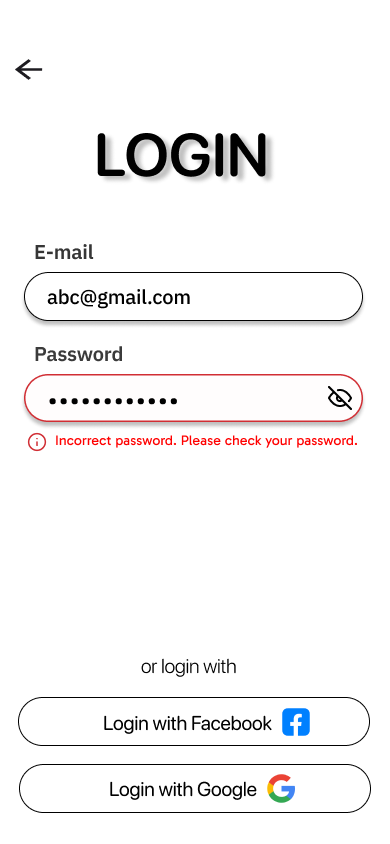 LOGIN
E-mail
abc@gmail.com
Password
••••••••••••
Incorrect password. Please check your password.
or login with
Login with Facebook
Login with Google